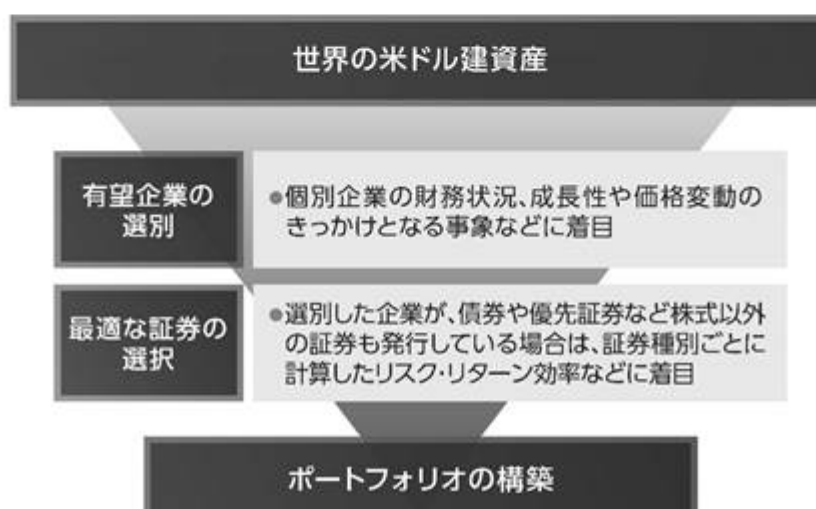 世界の米ドル建資産
有望企業の
選別
●個別企業の財務状況、成長性や価格変動の
きっかけとなる事象などに着目
最適な証券の
選択
●選別した企業が、債券や優先証券など株式以外
の証券も発行している場合は、証券種別ごとに
計算したリスク・リターン効率などに着目
ポートフォリオの構築